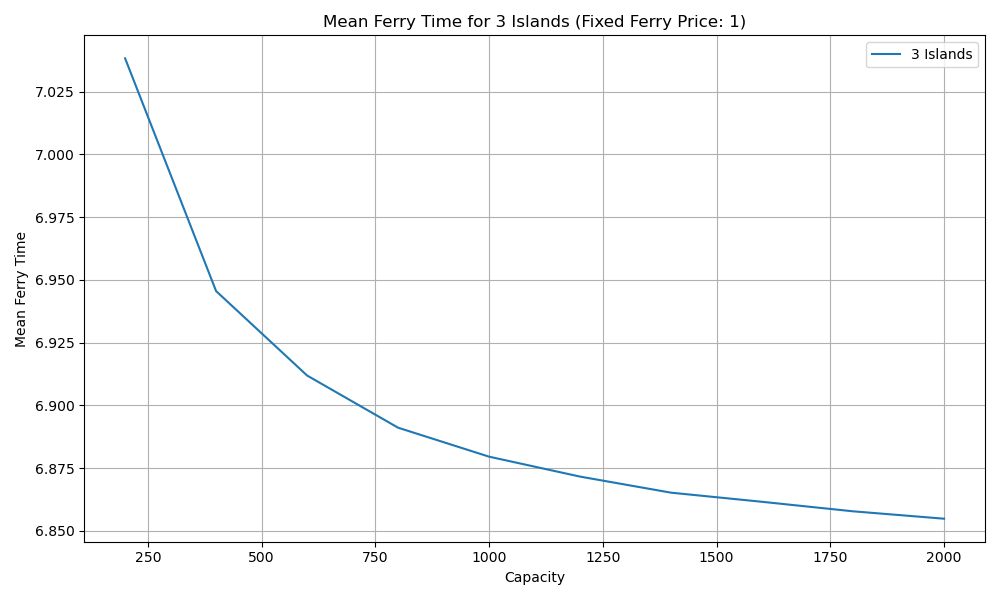 Mean Ferry Time for 3 Islands (Fixed Ferry Price: 1)
3 Islands
Mean Ferry Time
7.025
7.000
6.975
6.950
6.925
6.900
6.875
6.850
250 500 750 1000 1250 1500 1750 2000
Capacity